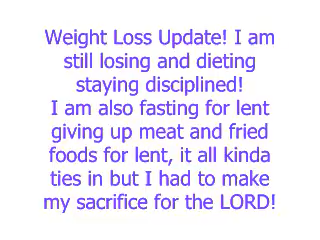 Weight Loss Update! I am
still losing and dieting
staying disciplined!
I am also fasting for lent
giving up meat and fried
foods for lent, it all kinda
ties in but I had to make
my sacrifice for the LORD!